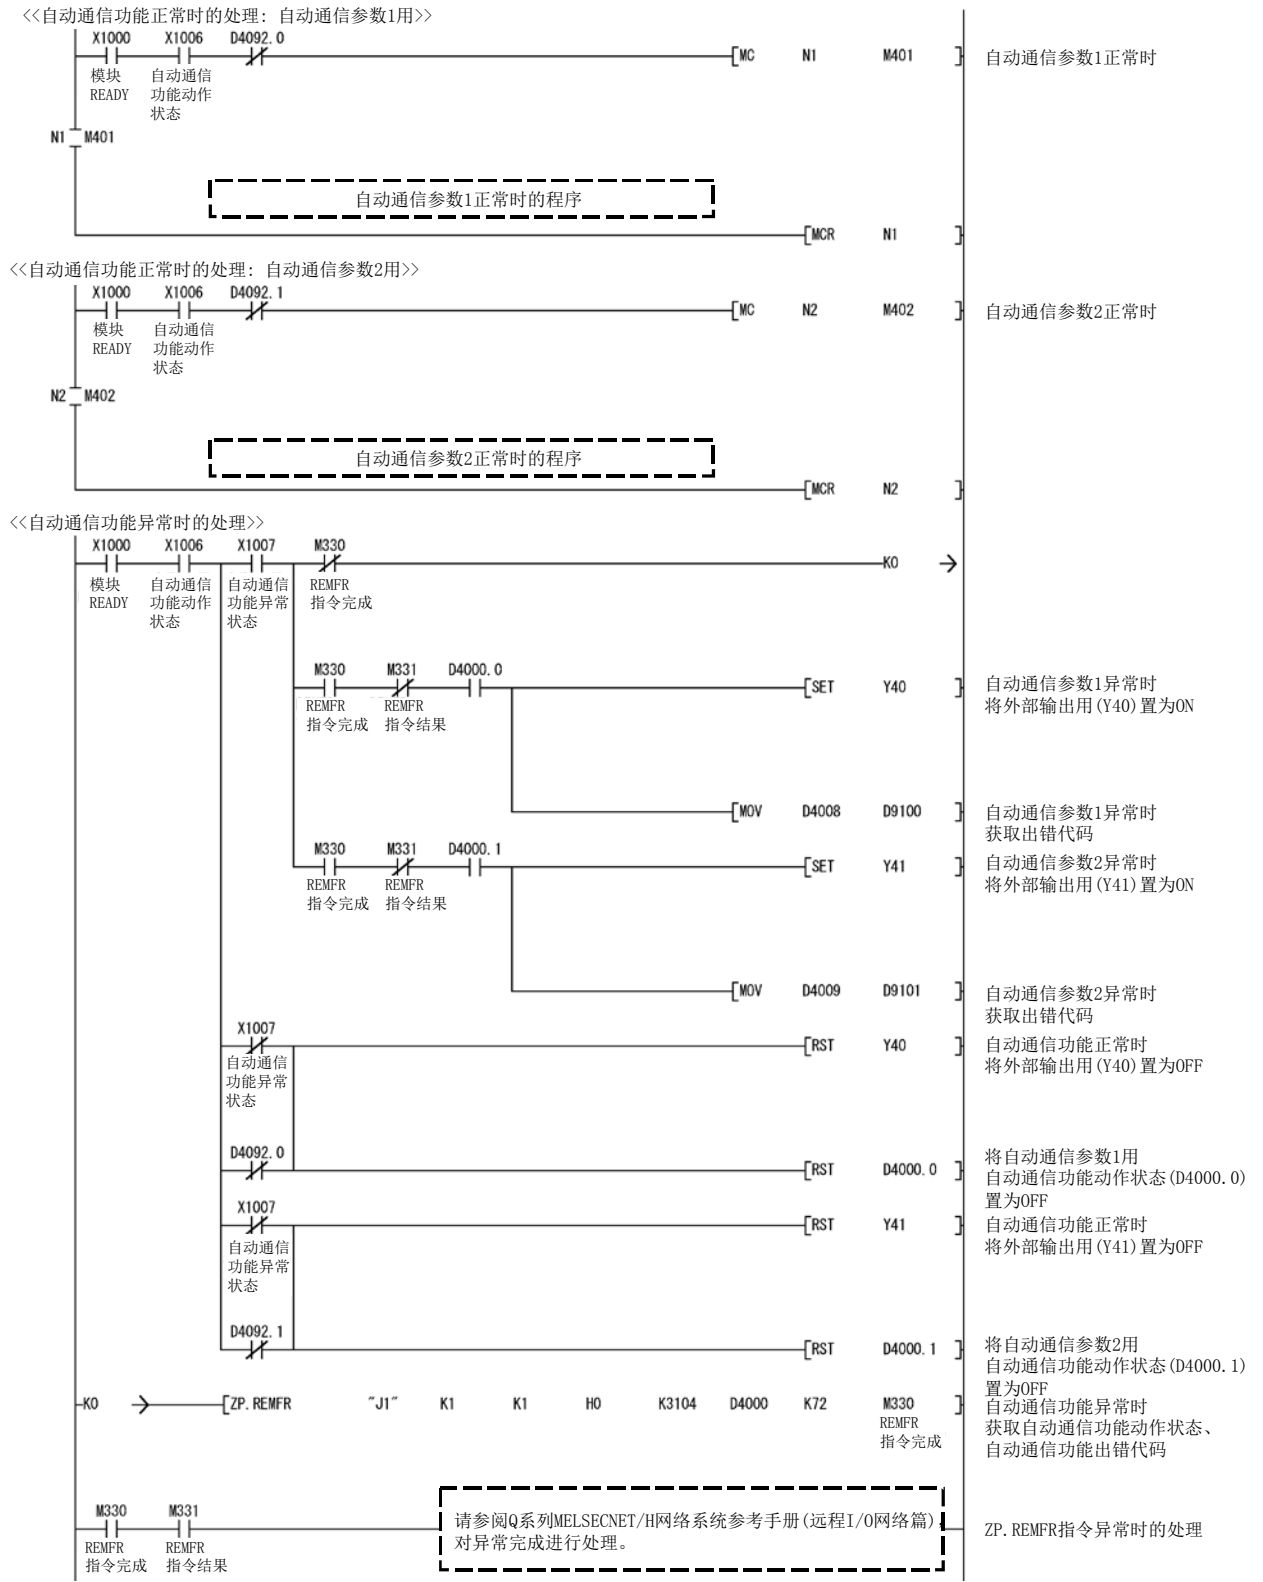 <<自动通信功能正常时的处理: 自动通信参数1用>>
X1000 X1006 D4092.0
[MC N1 M401 ] 自动通信参数1正常时
模块 自动通信
READY 功能动作
状态
N1 M401
自动通信参数1正常时的程序
[MCR N1 ]
<<自动通信功能正常时的处理: 自动通信参数2用>>
X1000 X1006 D4092.1
[MC N2 M402 ] 自动通信参数2正常时
模块 自动通信
READY 功能动作
状态
N2 M402
自动通信参数2正常时的程序
[MCR N2 ]
<<自动通信功能异常时的处理>>
X1000 X1006 X1007 M330
K0
模块 自动通信 自动通信 REMFR
READY 功能动作 功能异常 指令完成
状态 状态
M330 M331 D4000.0
[SET Y40 ] 自动通信参数1异常时
将外部输出用(Y40)置为ON
REMFR REMFR
指令完成 指令结果
[MOV D4008 D9100 ] 自动通信参数1异常时
获取出错代码
M330 M331 D4000.1
[SET Y41 ] 自动通信参数2异常时
将外部输出用(Y41)置为ON
REMFR REMFR
指令完成 指令结果
[MOV D4009 D9101 ] 自动通信参数2异常时
获取出错代码
X1007
[RST Y40 ] 自动通信功能正常时
将外部输出用(Y40)置为OFF
自动通信
功能异常
状态
D4092.0
[RST D4000.0 ] 将自动通信参数1用
自动通信功能动作状态(D4000.0)
置为OFF
X1007
[RST Y41 ] 自动通信功能正常时
将外部输出用(Y41)置为OFF
自动通信
功能异常
状态
D4092.1
[RST D4000.1 ] 将自动通信参数2用
自动通信功能动作状态(D4000.1)
置为OFF
K0 [ZP.REMFR "J1" K1 K1 H0 K3104 D4000 K72 M330 ] 自动通信功能异常时
获取自动通信功能动作状态、
自动通信功能出错代码
REMFR
指令完成
M330 M331
REMFR REMFR
指令完成 指令结果
请参阅Q系列MELSECNET/H网络系统参考手册(远程I/O网络篇),
对异常完成进行处理。
ZP.REMFR指令异常时的处理